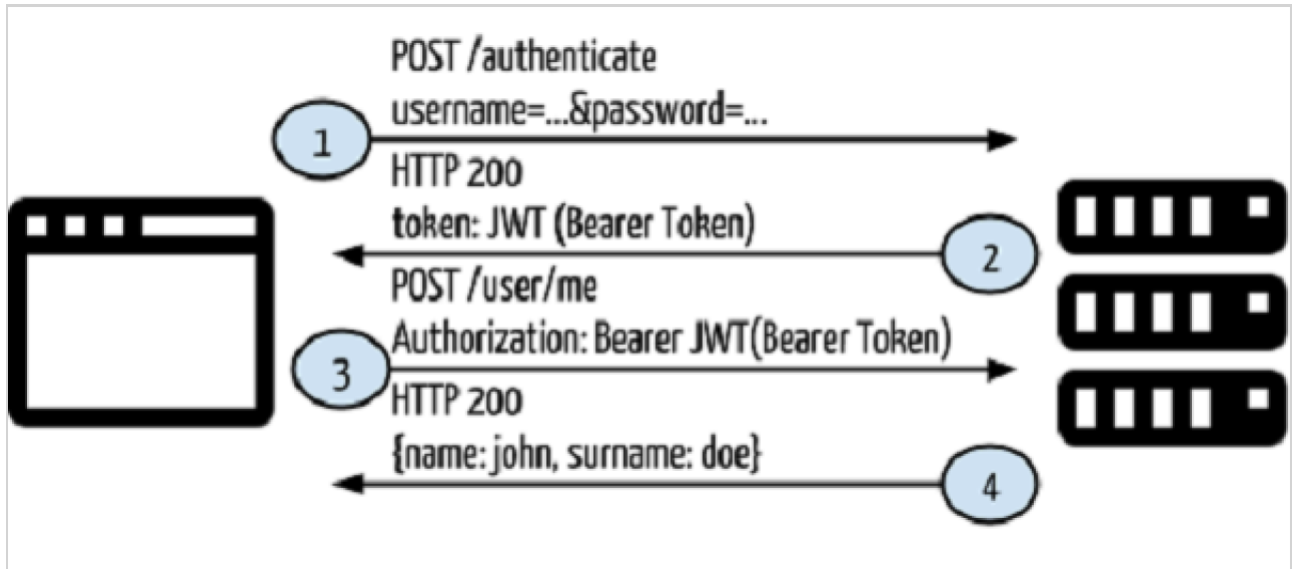 POST /authenticate
username=...&password=...
1
HTTP 200
token: JWT (Bearer Token)
2
POST /user/me
Authorization: Bearer JWT(Bearer Token)
3
HTTP 200
{name: john, surname: doe}
4